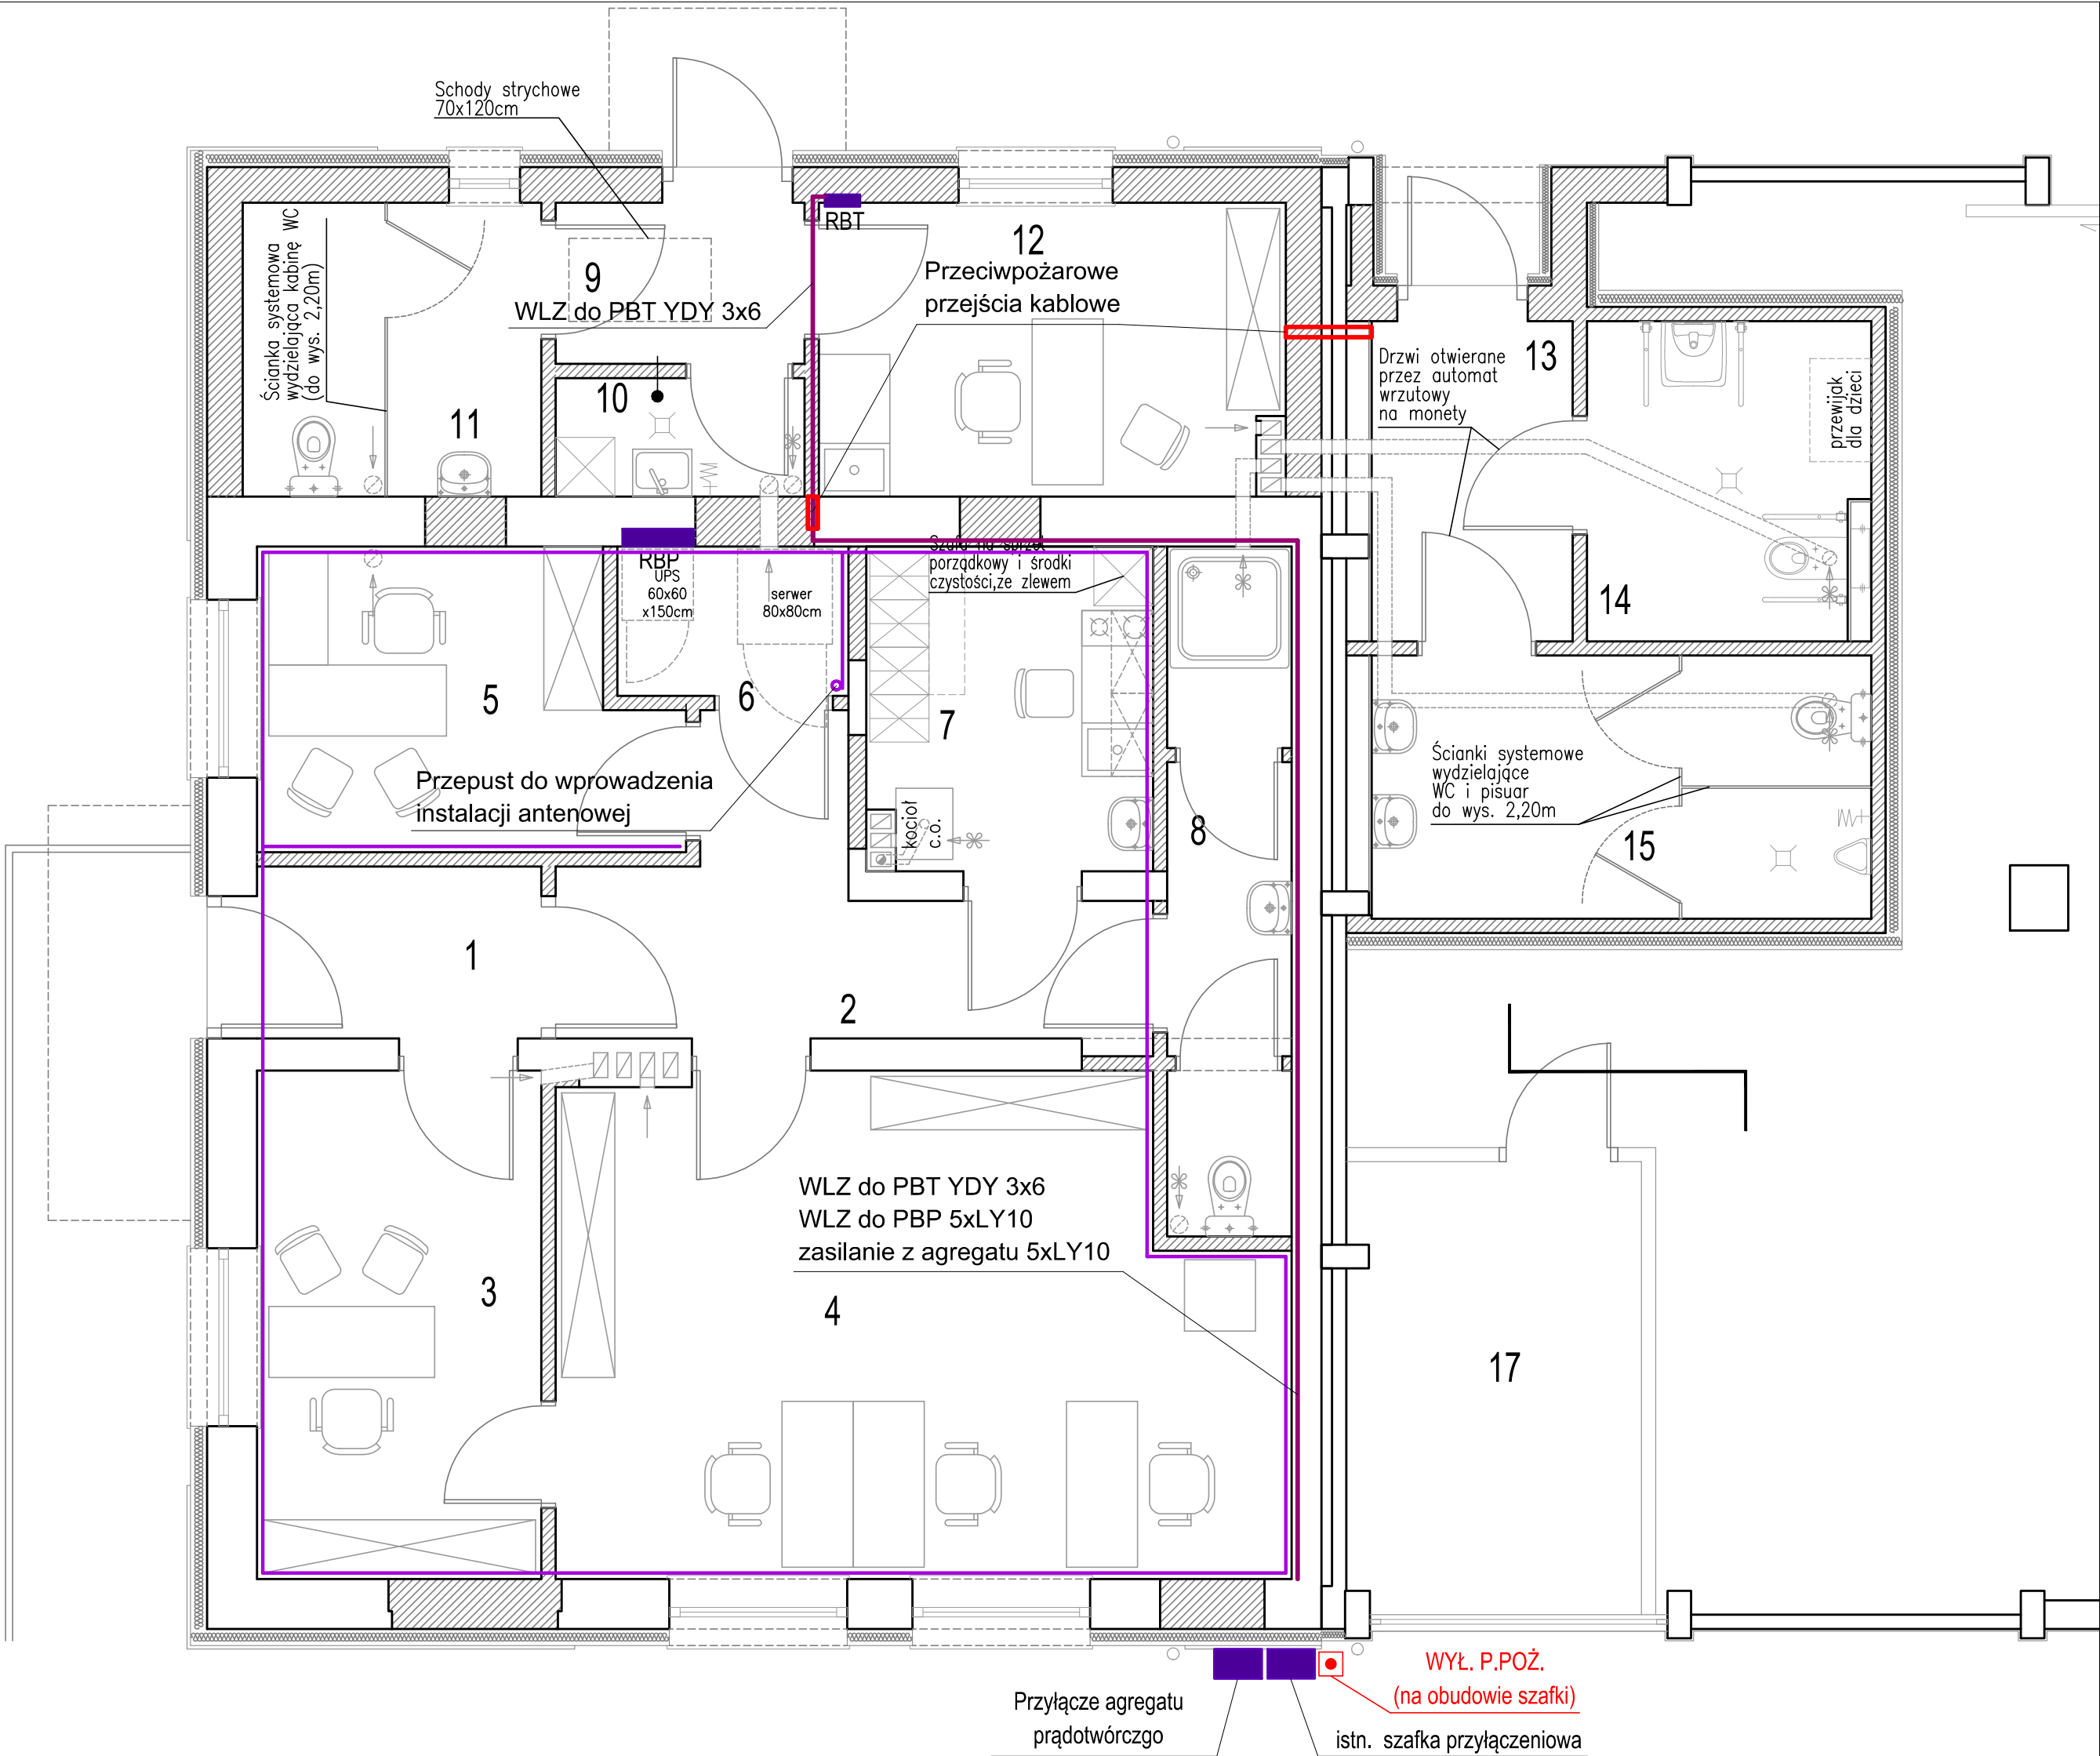 Schody strychowe
70x120cm
Ścianka systemowa
wydzielająca kabinę WC
(do wys. 2,20m)
9
WLZ do PBT YDY 3x6
RBT
12
Przeciwpożarowe
przejścia kablowe
10
11
13
Drzwi otwierane
przez automat
wrzutowy
na monety
przewijak
dla dzieci
14
RBP
UPS
60x60
x150cm
serwer
80x80cm
Szafa na sprzęt
porządkowy i środki
czystości,ze zlewem
5
6
7
Przepust do wprowadzenia
instalacji antenowej
kocioł
c.o.
8
Ścianki systemowe
wydzielające
WC i pisuar
do wys. 2,20m
15
1
2
WLZ do PBT YDY 3x6
WLZ do PBP 5xLY10
zasilanie z agregatu 5xLY10
3
4
17
WYŁ. P.POŻ.
(na obudowie szafki)
Przyłącze agregatu
prądotwórczgo
istn. szafka przyłączeniowa